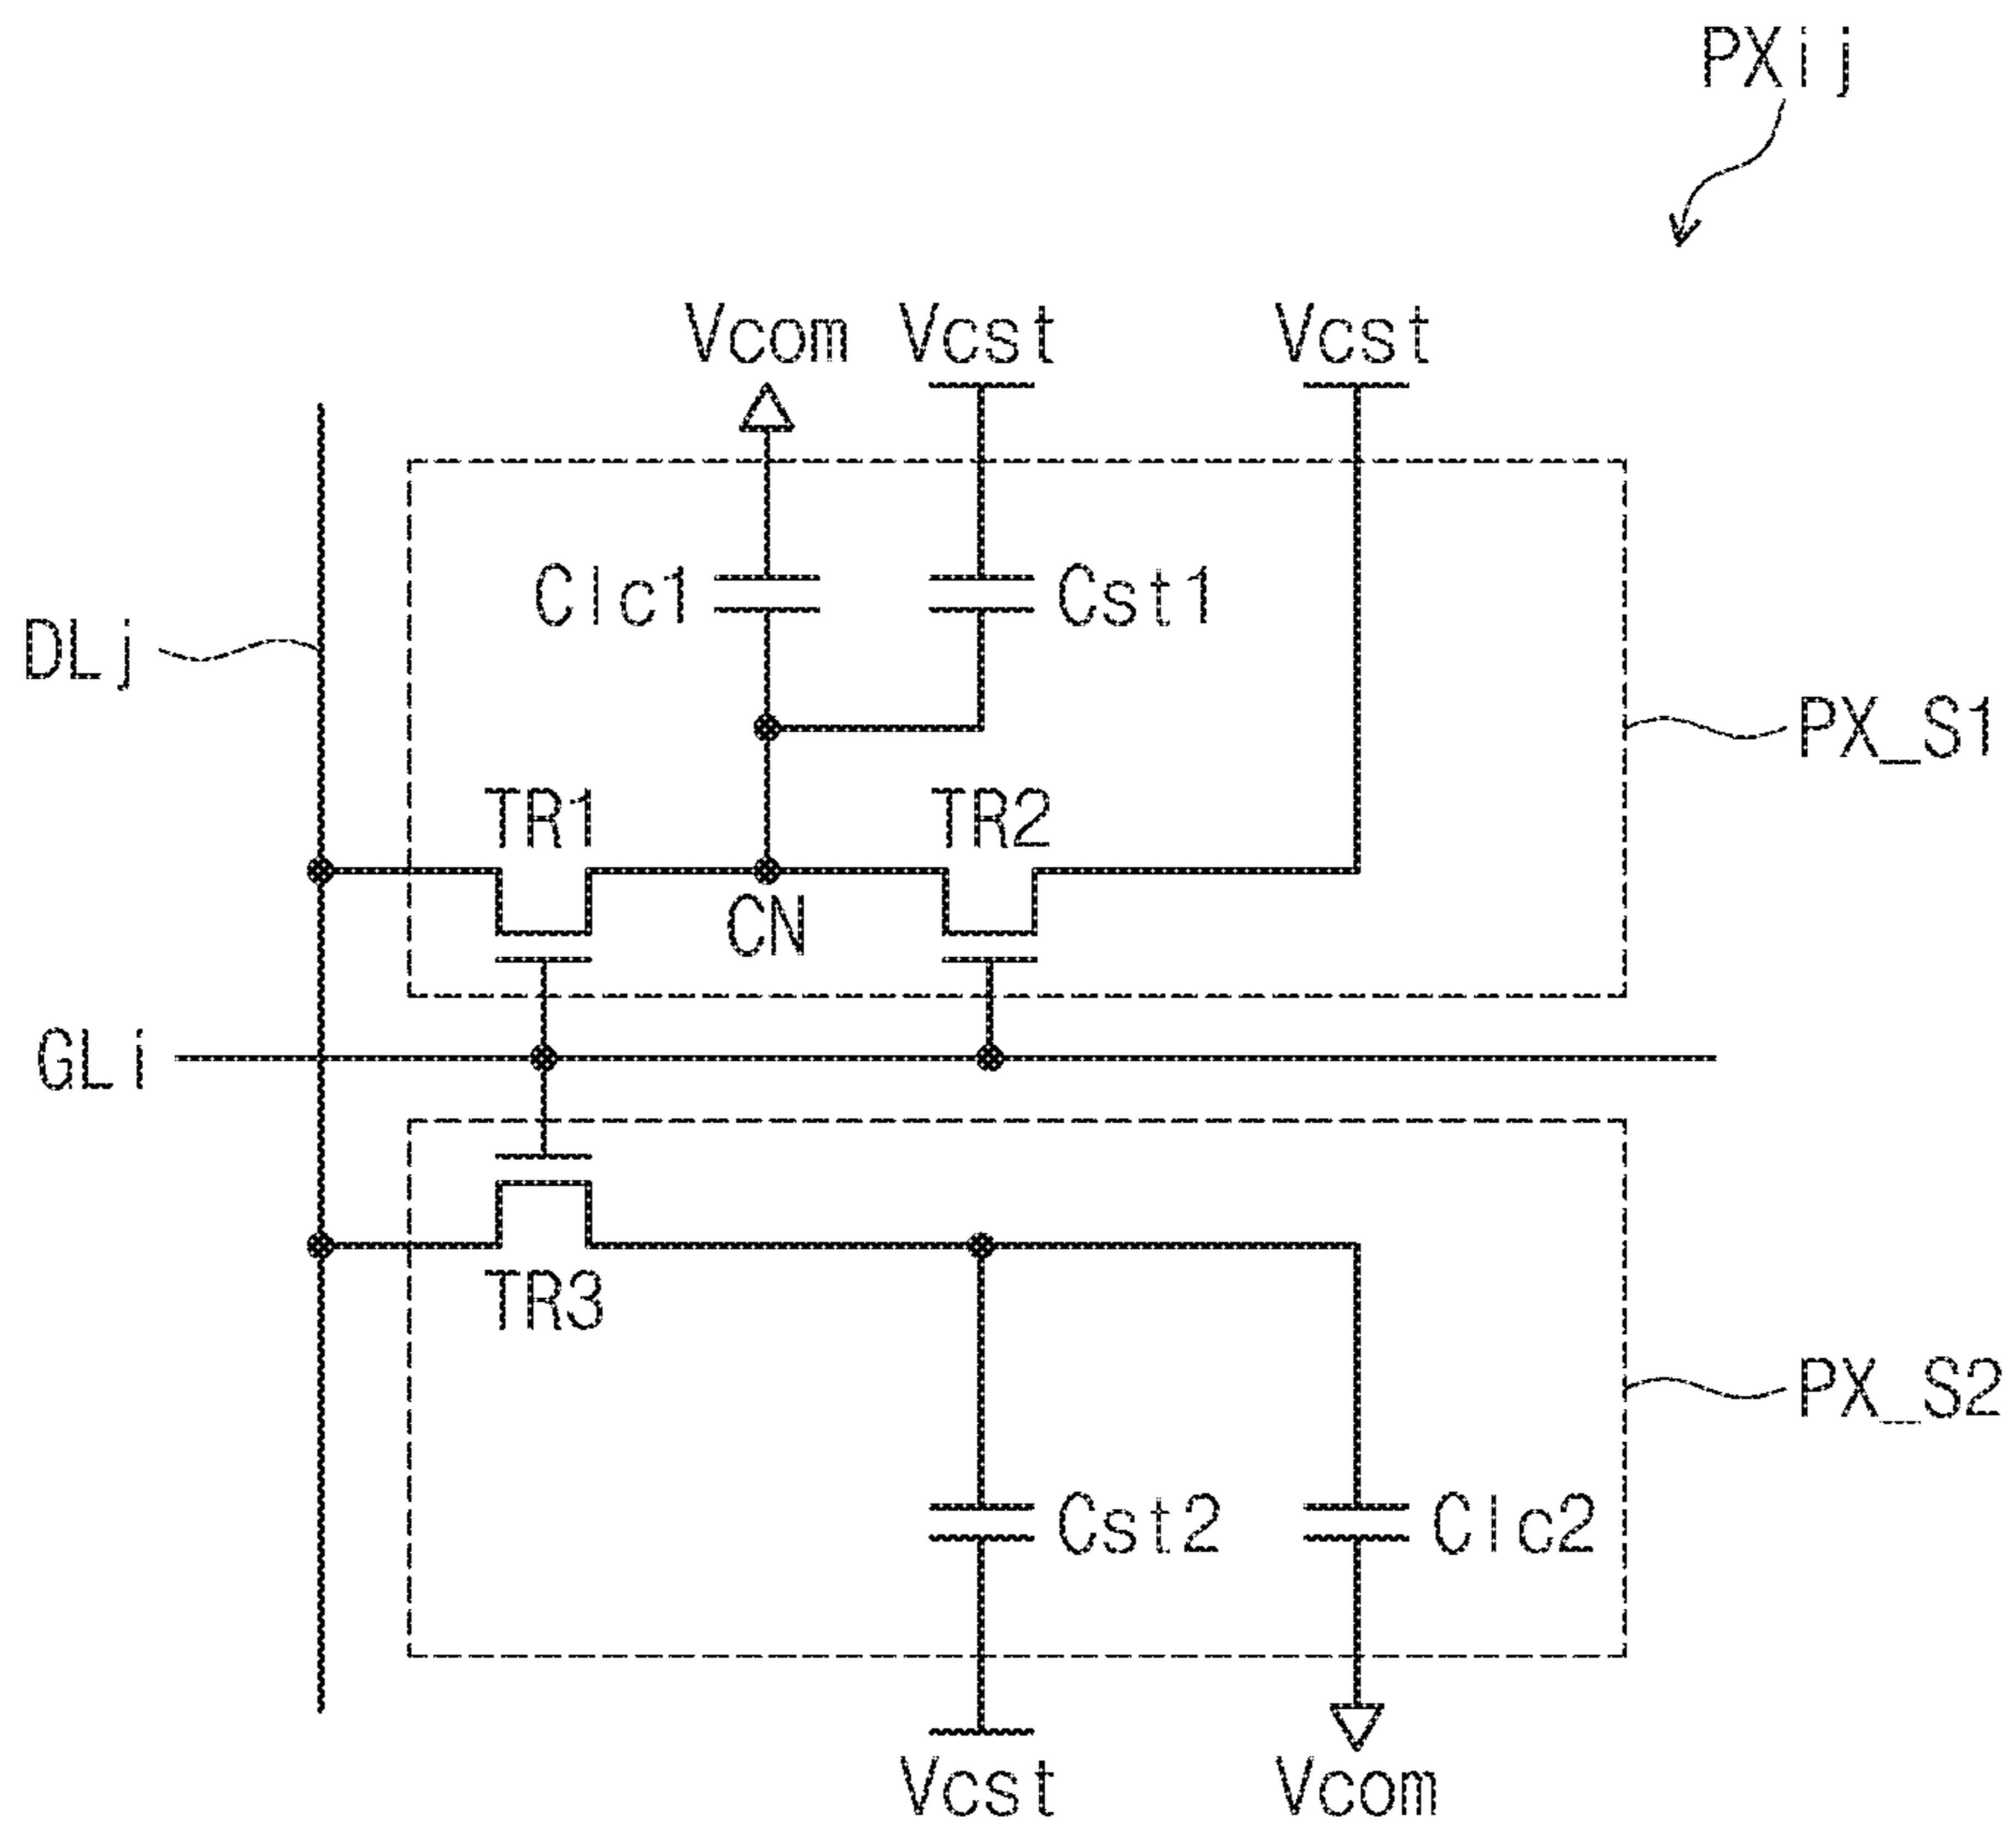 PXij
Vcom Vcst Vcst
Clc1 Cst1
DLj
PX_S1
TR1 TR2
CN
GLi
TR3
PX_S2
Cst2 Clc2
Vcst Vcom